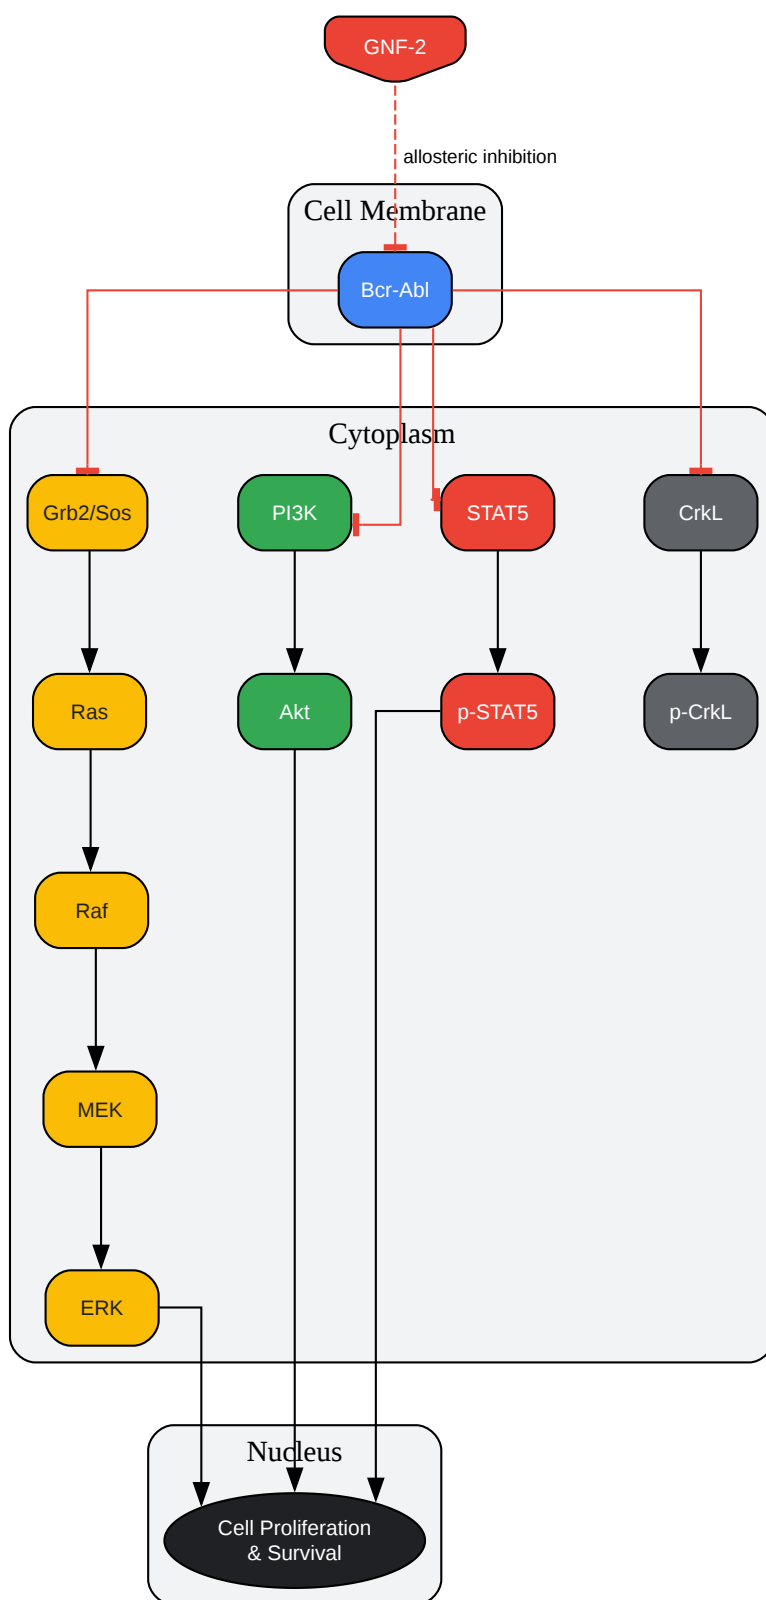 GNF-2
allosteric inhibition
Cell Membrane
Bcr-Abl
Cytoplasm
Grb2/Sos
PI3K
STAT5
CrkL
Ras
Akt
p-STAT5
p-CrkL
Raf
MEK
ERK
Nucleus
Cell Proliferation
& Survival